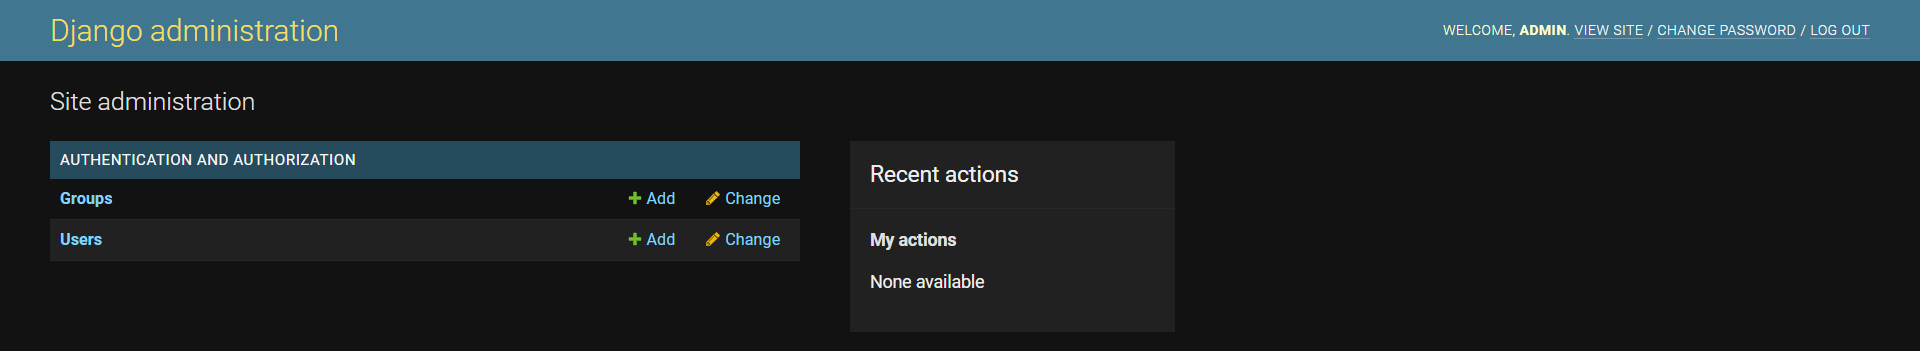 Django administration
WELCOME, ADMIN. VIEW SITE / CHANGE PASSWORD / LOG OUT
Site administration
AUTHENTICATION AND AUTHORIZATION
Groups Add Change
Users Add Change
Recent actions
My actions
None available